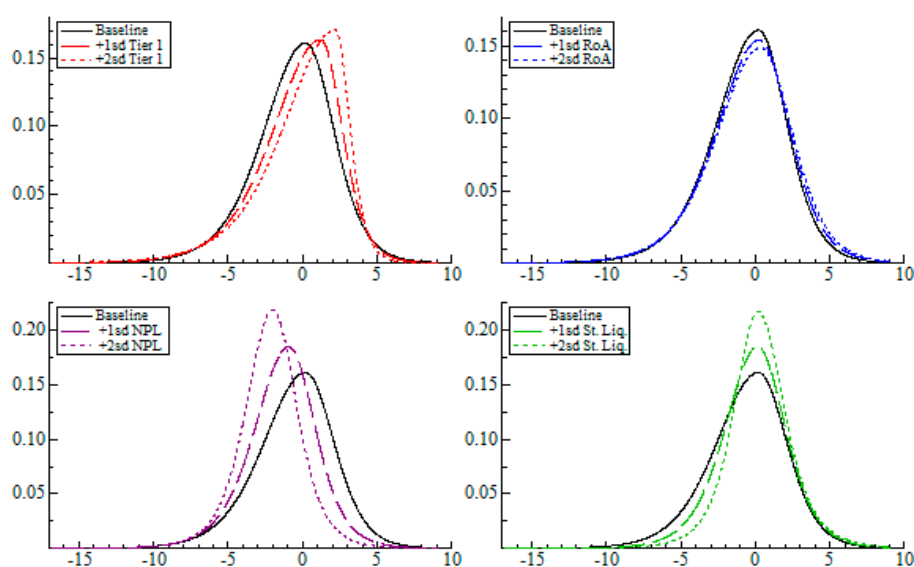 Baseline
+1sd Tier 1
+2sd Tier 1
0.15
0.10
0.05
-15 -10 -5 0 5 10
Baseline
+1sd RoA
+2sd RoA
0.15
0.10
0.05
-15 -10 -5 0 5 10
Baseline
+1sd NPL
+2sd NPL
0.20
0.15
0.10
0.05
-15 -10 -5 0 5 10
Baseline
+1sd St. Liq.
+2sd St. Liq.
0.20
0.15
0.10
0.05
-15 -10 -5 0 5 10